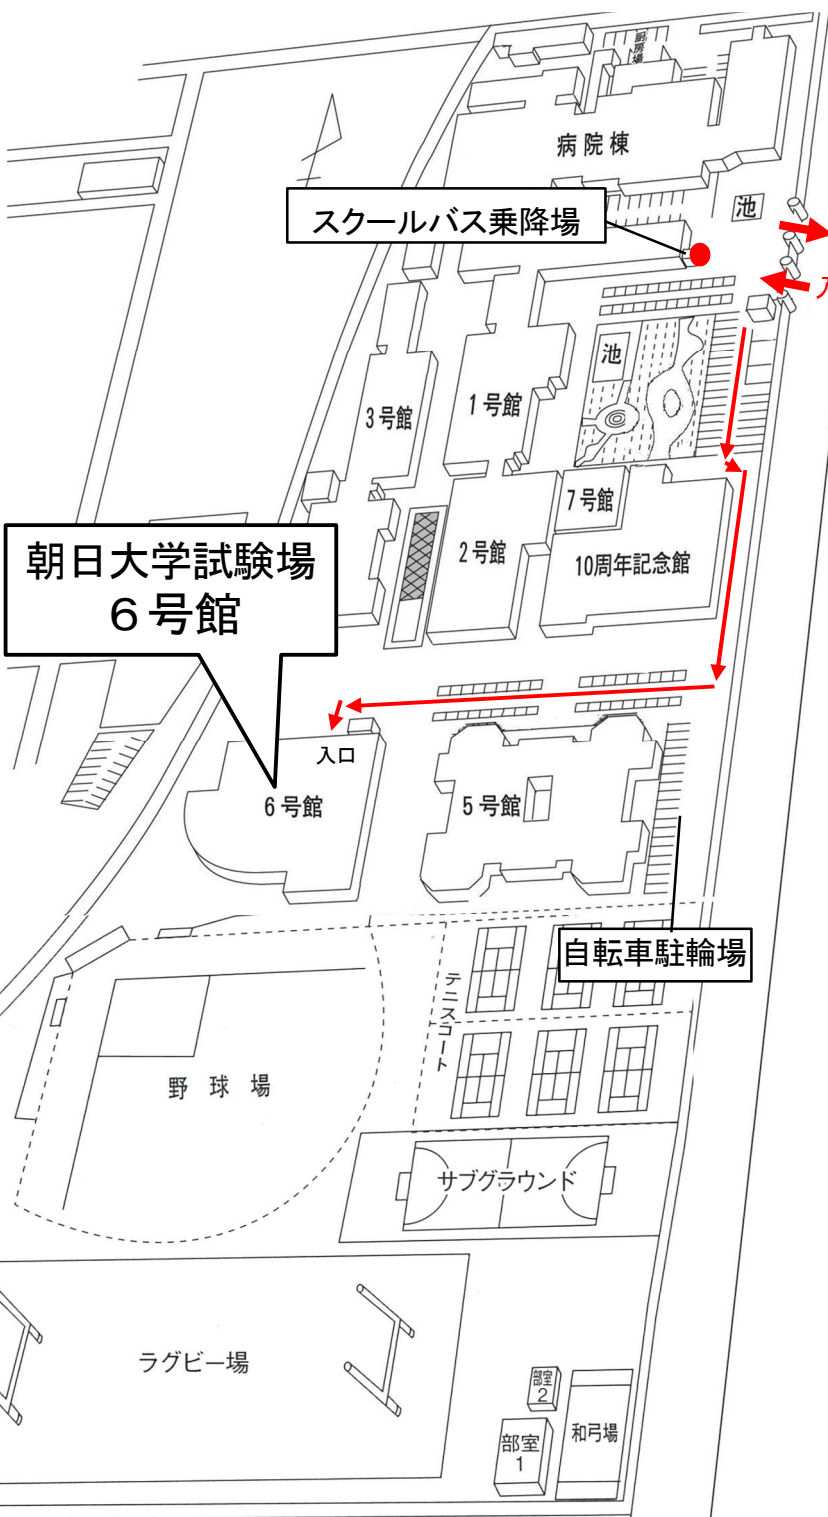 厨房場
病院棟
池
スクールバス乗降場
池
3号館
1号館
7号館
2号館
10周年記念館
朝日大学試験場
6号館
入口
6号館
5号館
自転車駐輪場
テニスコート
野球場
サブグラウンド
ラグビー場
部室
2
部室
1
和弓場